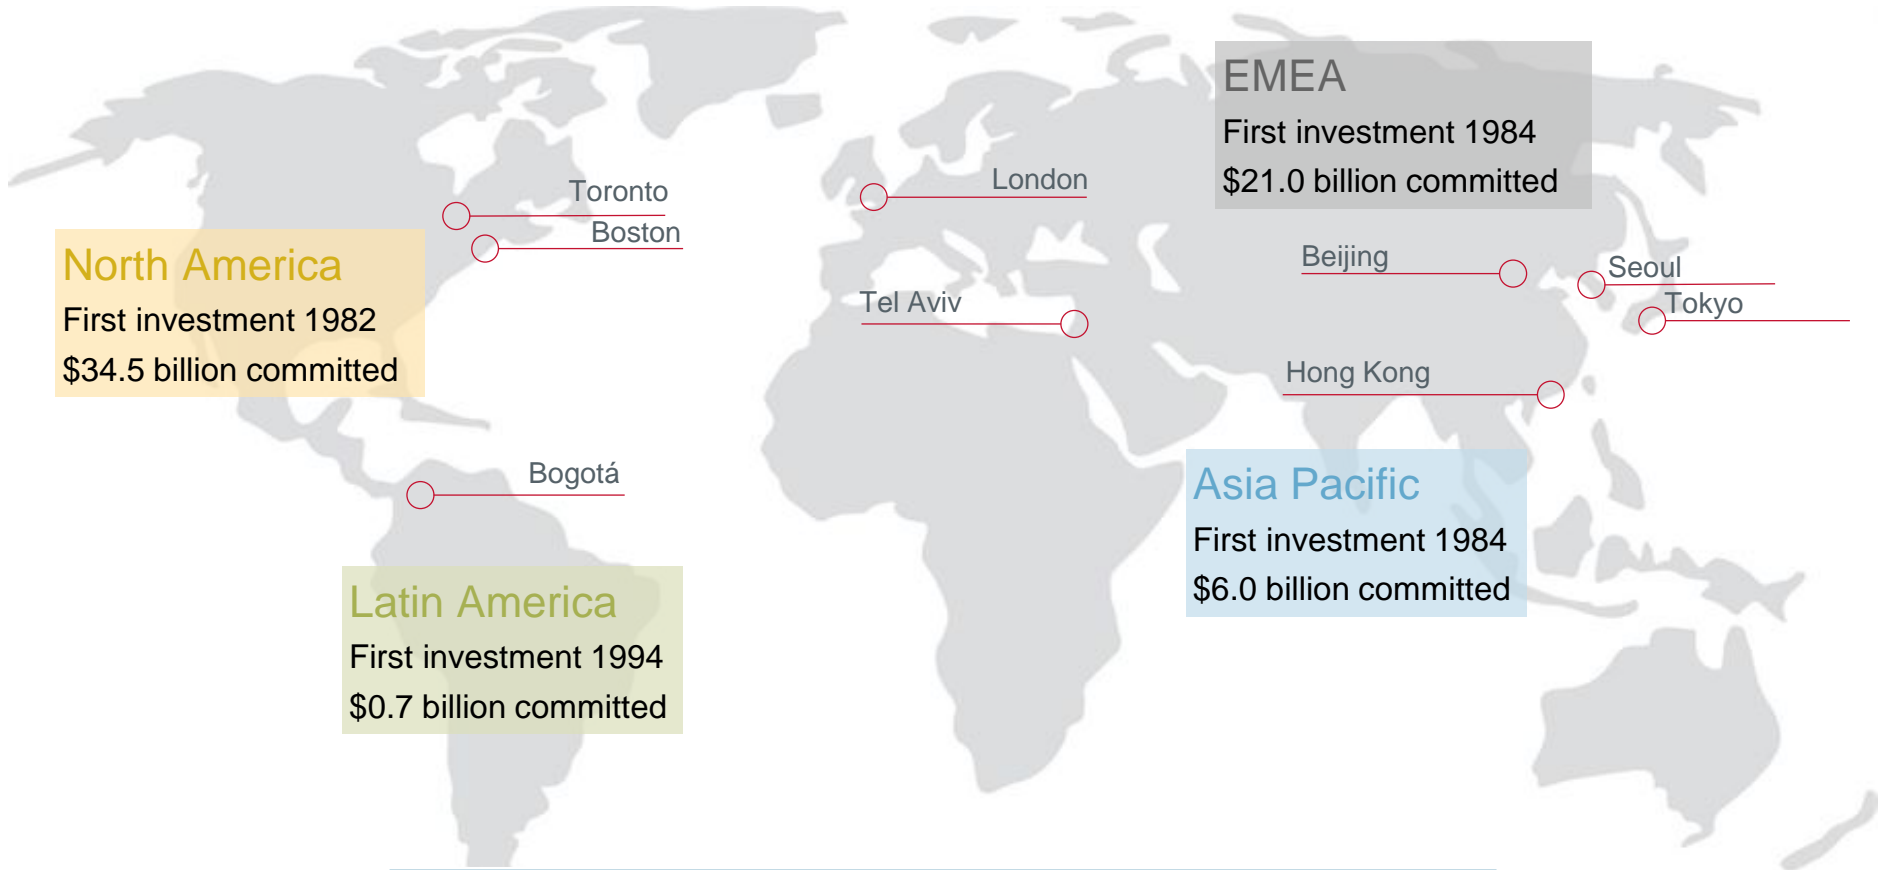 EMEA
First investment 1984
$21.0 billion committed
Toronto
London
Boston
North America
First investment 1982
$34.5 billion committed
Beijing
Seoul
Tel Aviv
Tokyo
Hong Kong
Bogotá
Asia Pacific
First investment 1984
$6.0 billion committed
Latin America
First investment 1994
$0.7 billion committed